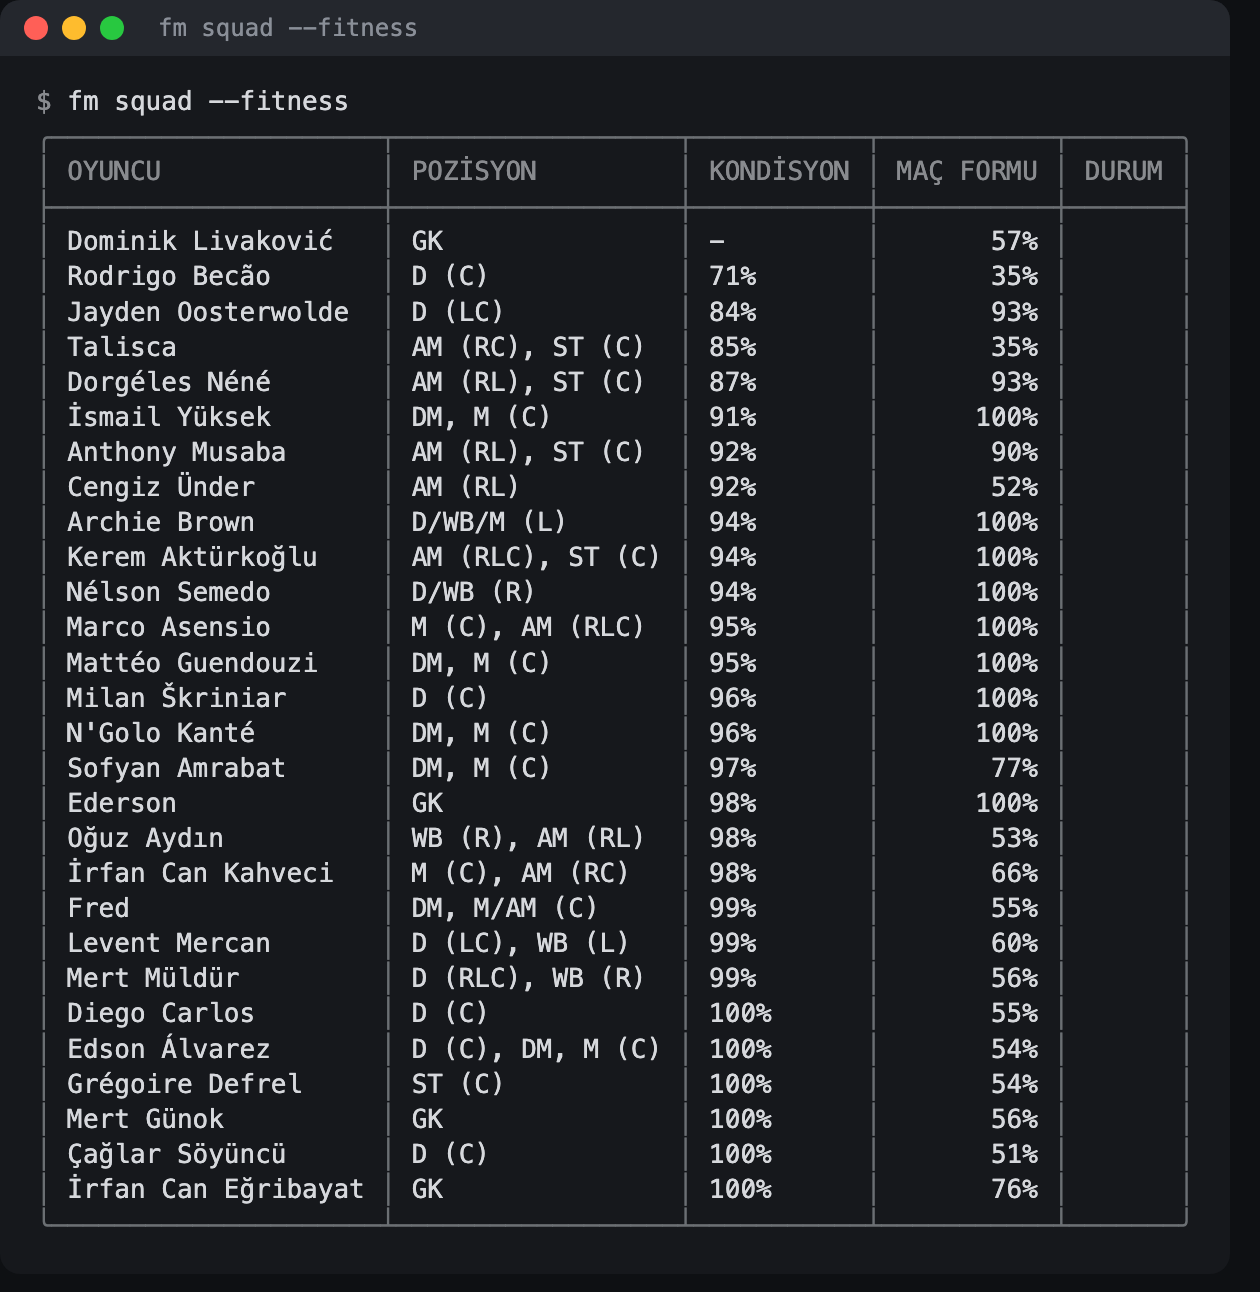 fm squad --fitness
$ fm squad --fitness
OYUNCU POZİSYON KONDİSYON MAÇ FORMU DURUM
Dominik Livaković GK – 57%
Rodrigo Becão D (C) 71% 35%
Jayden Oosterwolde D (LC) 84% 93%
Talisca AM (RC), ST (C) 85% 35%
Dorgéles Néné AM (RL), ST (C) 87% 93%
İsmail Yüksek DM, M (C) 91% 100%
Anthony Musaba AM (RL), ST (C) 92% 90%
Cengiz Ünder AM (RL) 92% 52%
Archie Brown D/WB/M (L) 94% 100%
Kerem Aktürkoğlu AM (RLC), ST (C) 94% 100%
Nélson Semedo D/WB (R) 94% 100%
Marco Asensio M (C), AM (RLC) 95% 100%
Mattéo Guendouzi DM, M (C) 95% 100%
Milan Škriniar D (C) 96% 100%
N'Golo Kanté DM, M (C) 96% 100%
Sofyan Amrabat DM, M (C) 97% 77%
Ederson GK 98% 100%
Oğuz Aydın WB (R), AM (RL) 98% 53%
İrfan Can Kahveci M (C), AM (RC) 98% 66%
Fred DM, M/AM (C) 99% 55%
Levent Mercan D (LC), WB (L) 99% 60%
Mert Müldür D (RLC), WB (R) 99% 56%
Diego Carlos D (C) 100% 55%
Edson Álvarez D (C), DM, M (C) 100% 54%
Grégoire Defrel ST (C) 100% 54%
Mert Günok GK 100% 56%
Çağlar Söyüncü D (C) 100% 51%
İrfan Can Eğribayat GK 100% 76%